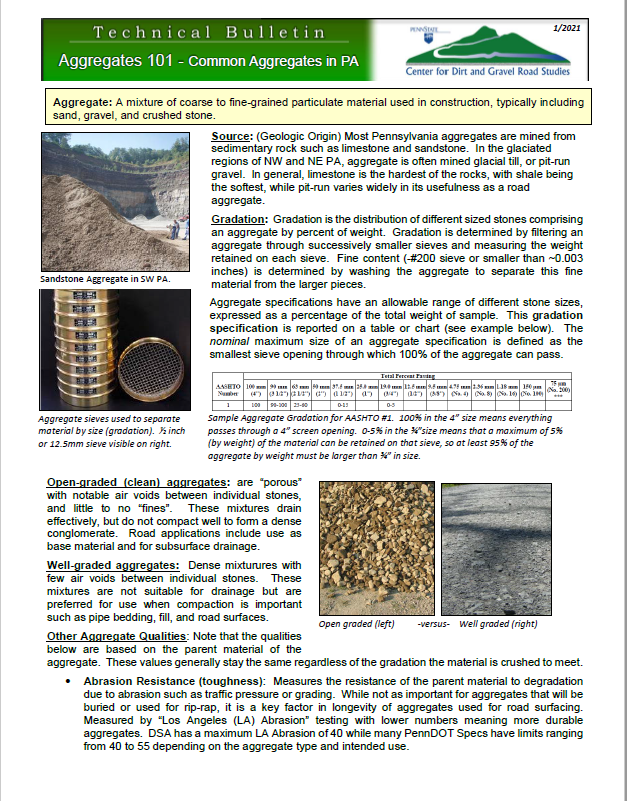 Technical Bulletin
Aggregates 101 - Common Aggregates in PA
PENNSTATE
1/2021
Center for Dirt and Gravel Road Studies
Aggregate: A mixture of coarse to fine-grained particulate material used in construction, typically including
sand, gravel, and crushed stone.
Sandstone Aggregate in SW PA.
Source: (Geologic Origin) Most Pennsylvania aggregates are mined from
sedimentary rock such as limestone and sandstone. In the glaciated
regions of NW and NE PA, aggregate is often mined glacial till, or pit-run
gravel. In general, limestone is the hardest of the rocks, with shale being
the softest, while pit-run varies widely in its usefulness as a road
aggregate.
Gradation: Gradation is the distribution of different sized stones comprising
an aggregate by percent of weight. Gradation is determined by filtering an
aggregate through successively smaller sieves and measuring the weight
retained on each sieve. Fine content (-#200 sieve or smaller than ~0.003
inches) is determined by washing the aggregate to separate this fine
material from the larger pieces.
Aggregate specifications have an allowable range of different stone sizes,
expressed as a percentage of the total weight of sample. This gradation
specification is reported on a table or chart (see example below). The
nominal maximum size of an aggregate specification is defined as the
smallest sieve opening through which 100% of the aggregate can pass.
Aggregate sieves used to separate
material by size (gradation). ½ inch
or 12.5mm sieve visible on right.
Total Percent Passing
AASHTO Number 100 mm (4") 90 mm (3 1/2") 63 mm (2 1/2") 50 mm (2") 37.5 mm (1 1/2") 25.0 mm (1") 19.0 mm (3/4") 12.5 mm (1/2") 9.5 mm (3/8") 4.75 mm (No. 4) 2.36 mm (No. 8) 1.18 mm (No. 16) 150 µm (No. 100) 75 µm (No. 200) ***
1 100 90-100 25-60 0-15 0-5
Sample Aggregate Gradation for AASHTO #1. 100% in the 4" size means everything
passes through a 4" screen opening. 0-5% in the ¾"size means that a maximum of 5%
(by weight) of the material can be retained on that sieve, so at least 95% of the
aggregate by weight must be larger than ¾" in size.
Open-graded (clean) aggregates: are "porous"
with notable air voids between individual stones,
and little to no "fines". These mixtures drain
effectively, but do not compact well to form a dense
conglomerate. Road applications include use as
base material and for subsurface drainage.
Well-graded aggregates: Dense mixturures with
few air voids between individual stones. These
mixtures are not suitable for drainage but are
preferred for use when compaction is important
such as pipe bedding, fill, and road surfaces.
Open graded (left) -versus- Well graded (right)
Other Aggregate Qualities: Note that the qualities
below are based on the parent material of the
aggregate. These values generally stay the same regardless of the gradation the material is crushed to meet.
• Abrasion Resistance (toughness): Measures the resistance of the parent material to degradation
due to abrasion such as traffic pressure or grading. While not as important for aggregates that will be
buried or used for rip-rap, it is a key factor in longevity of aggregates used for road surfacing.
Measured by "Los Angeles (LA) Abrasion" testing with lower numbers meaning more durable
aggregates. DSA has a maximum LA Abrasion of 40 while many PennDOT Specs have limits ranging
from 40 to 55 depending on the aggregate type and intended use.